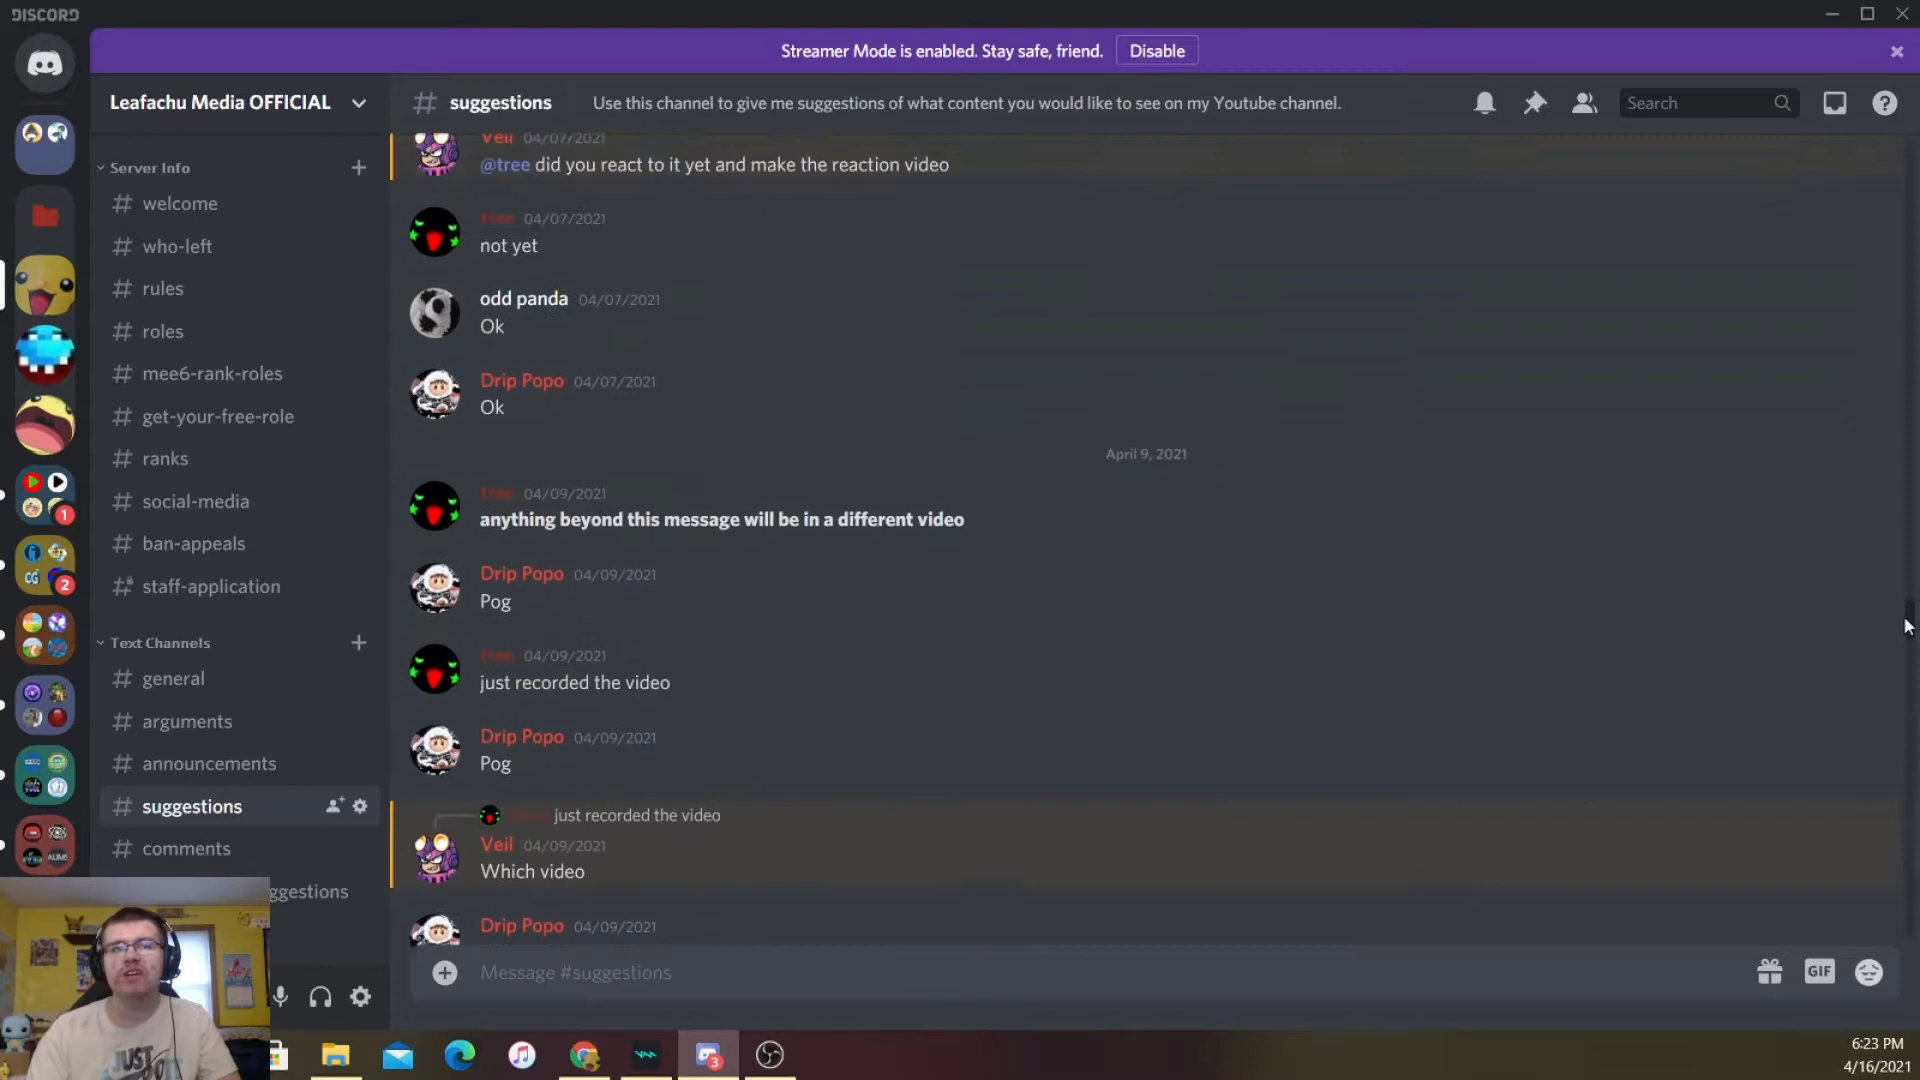 DISCORD
Streamer Mode is enabled. Stay safe, friend.
Disable
Leafachu Media OFFICIAL
suggestions
Use this channel to give me suggestions of what content you would like to see on my Youtube channel.
Search
Server Info
welcome
who-left
rules
roles
mee6-rank-roles
get-your-free-role
ranks
social-media
ban-appeals
staff-application
Text Channels
general
arguments
announcements
suggestions
comments
ggestions
Veil 04/07/2021
@tree did you react to it yet and make the reaction video
tree 04/07/2021
not yet
odd panda 04/07/2021
Ok
Drip Popo 04/07/2021
Ok
April 9, 2021
tree 04/09/2021
anything beyond this message will be in a different video
Drip Popo 04/09/2021
Pog
tree 04/09/2021
just recorded the video
Drip Popo 04/09/2021
Pog
just recorded the video
Veil 04/09/2021
Which video
Drip Popo 04/09/2021
Message #suggestions
GIF
1
2
CG
AUMS
JUST
3
6:23 PM
4/16/2021